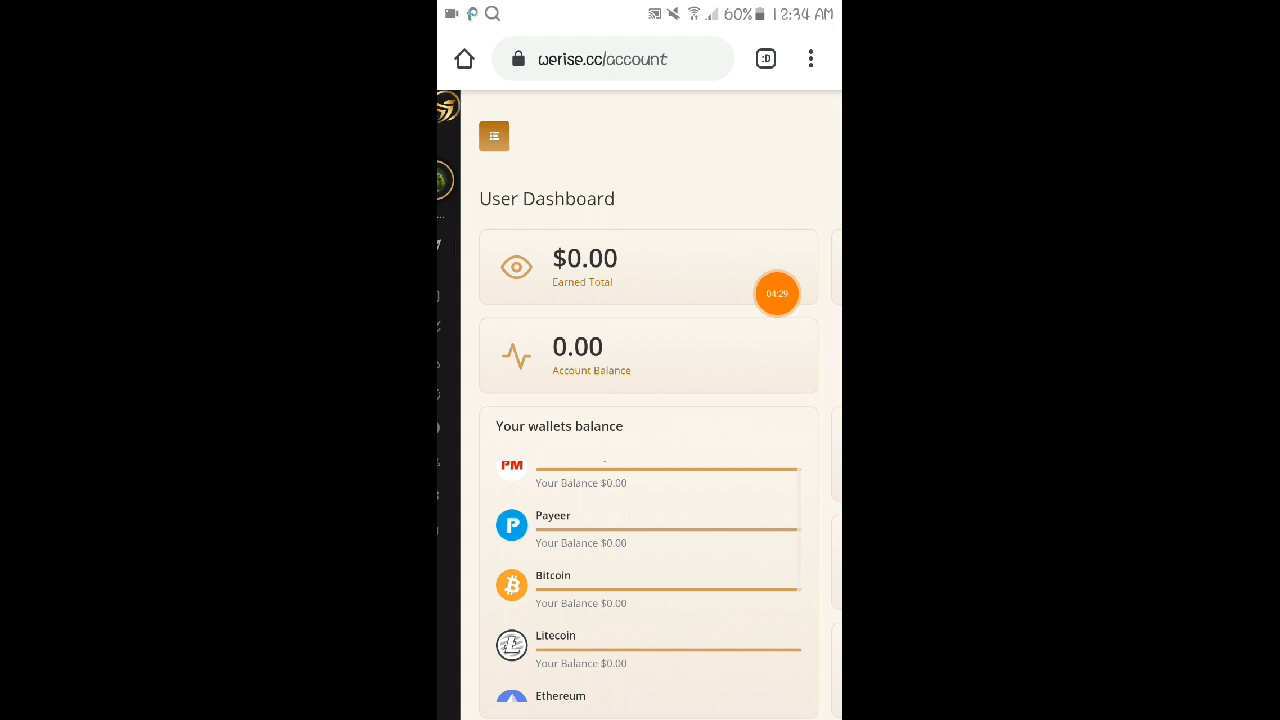 60% 12:34 AM
werise.cc/account
:D
User Dashboard
$0.00
Earned Total
04:29
0.00
Account Balance
Your wallets balance
PM
Your Balance $0.00
Payeer
Your Balance $0.00
Bitcoin
Your Balance $0.00
Litecoin
Your Balance $0.00
Ethereum